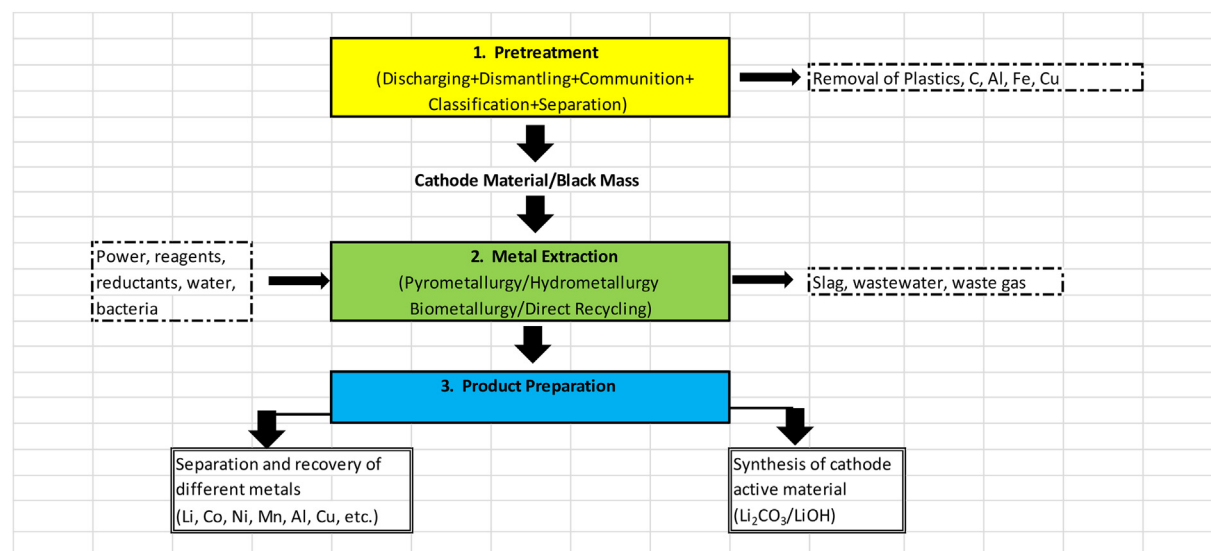 1. Pretreatment
(Discharging+Dismantling+Communition+
Classification+Separation)
Removal of Plastics, C, Al, Fe, Cu
Cathode Material/Black Mass
Power, reagents,
reductants, water,
bacteria
2. Metal Extraction
(Pyrometallurgy/Hydrometallurgy
Biometallurgy/Direct Recycling)
Slag, wastewater, waste gas
3. Product Preparation
Separation and recovery of
different metals
(Li, Co, Ni, Mn, Al, Cu, etc.)
Synthesis of cathode
active material
(Li₂CO₃/LiOH)